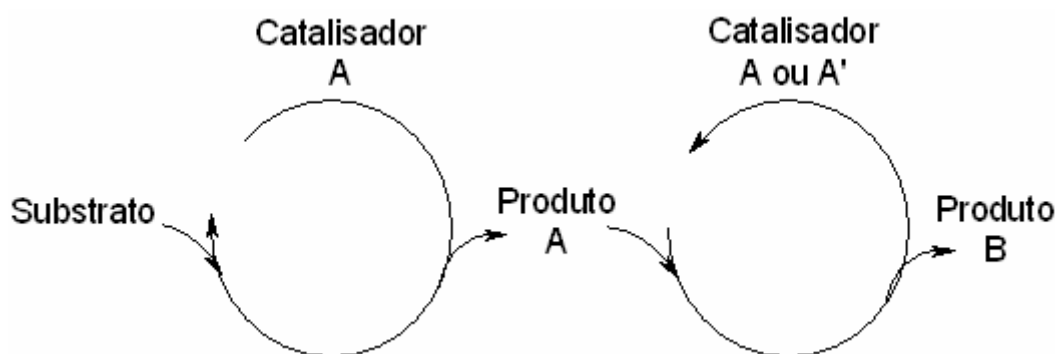 Catalisador
A
Catalisador
A ou A'
Substrato
Produto
A
Produto
B